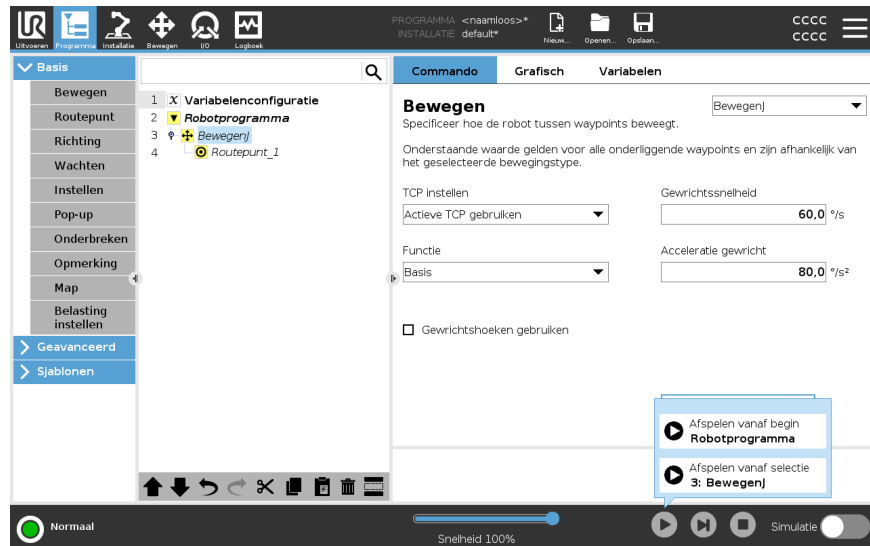 PROGRAMMA <naamloos>*
INSTALLATIE default*
UR
Uitvoeren Programma Installatie Bewegen I/O Logboek
Nieuw... Openen... Opslaan...
CCCC
CCCC
Basis
Bewegen
Routepunt
Richting
Wachten
Instellen
Pop-up
Onderbreken
Opmerking
Map
Belasting
instellen
Geavanceerd
Sjablonen
1 X Variabelenconfiguratie
2 Robotprogramma
3 BewegenJ
4 Routepunt_1
Commando Grafisch Variabelen
Bewegen
BewegenJ
Specificeer hoe de robot tussen waypoints beweegt.
Onderstaande waarde gelden voor alle onderliggende waypoints en zijn afhankelijk van
het geselecteerde bewegingstype.
TCP instellen
Gewrichtssnelheid
Actieve TCP gebruiken
60,0 °/s
Functie
Acceleratie gewricht
Basis
80,0 °/s²
Gewrichtshoeken gebruiken
Afspelen vanaf begin
Robotprogramma
Afspelen vanaf selectie
3: BewegenJ
Normaal
Snelheid 100%
Simulatie